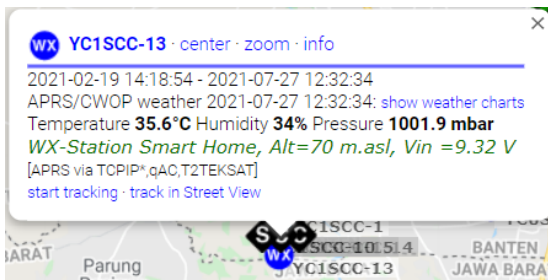 ×
WX YC1SCC-13 · center · zoom · info
2021-02-19 14:18:54 - 2021-07-27 12:32:34
APRS/CWOP weather 2021-07-27 12:32:34: show weather charts
Temperature 35.6°C Humidity 34% Pressure 1001.9 mbar
WX-Station Smart Home, Alt=70 m.asl, Vin =9.32 V
[APRS via TCPIP*,qAC,T2TEKSAT]
start tracking · track in Street View
YC1SCC-1
S C
BARAT
BANTEN
WX
Parung
YC1SCC-13
JAWA BARA